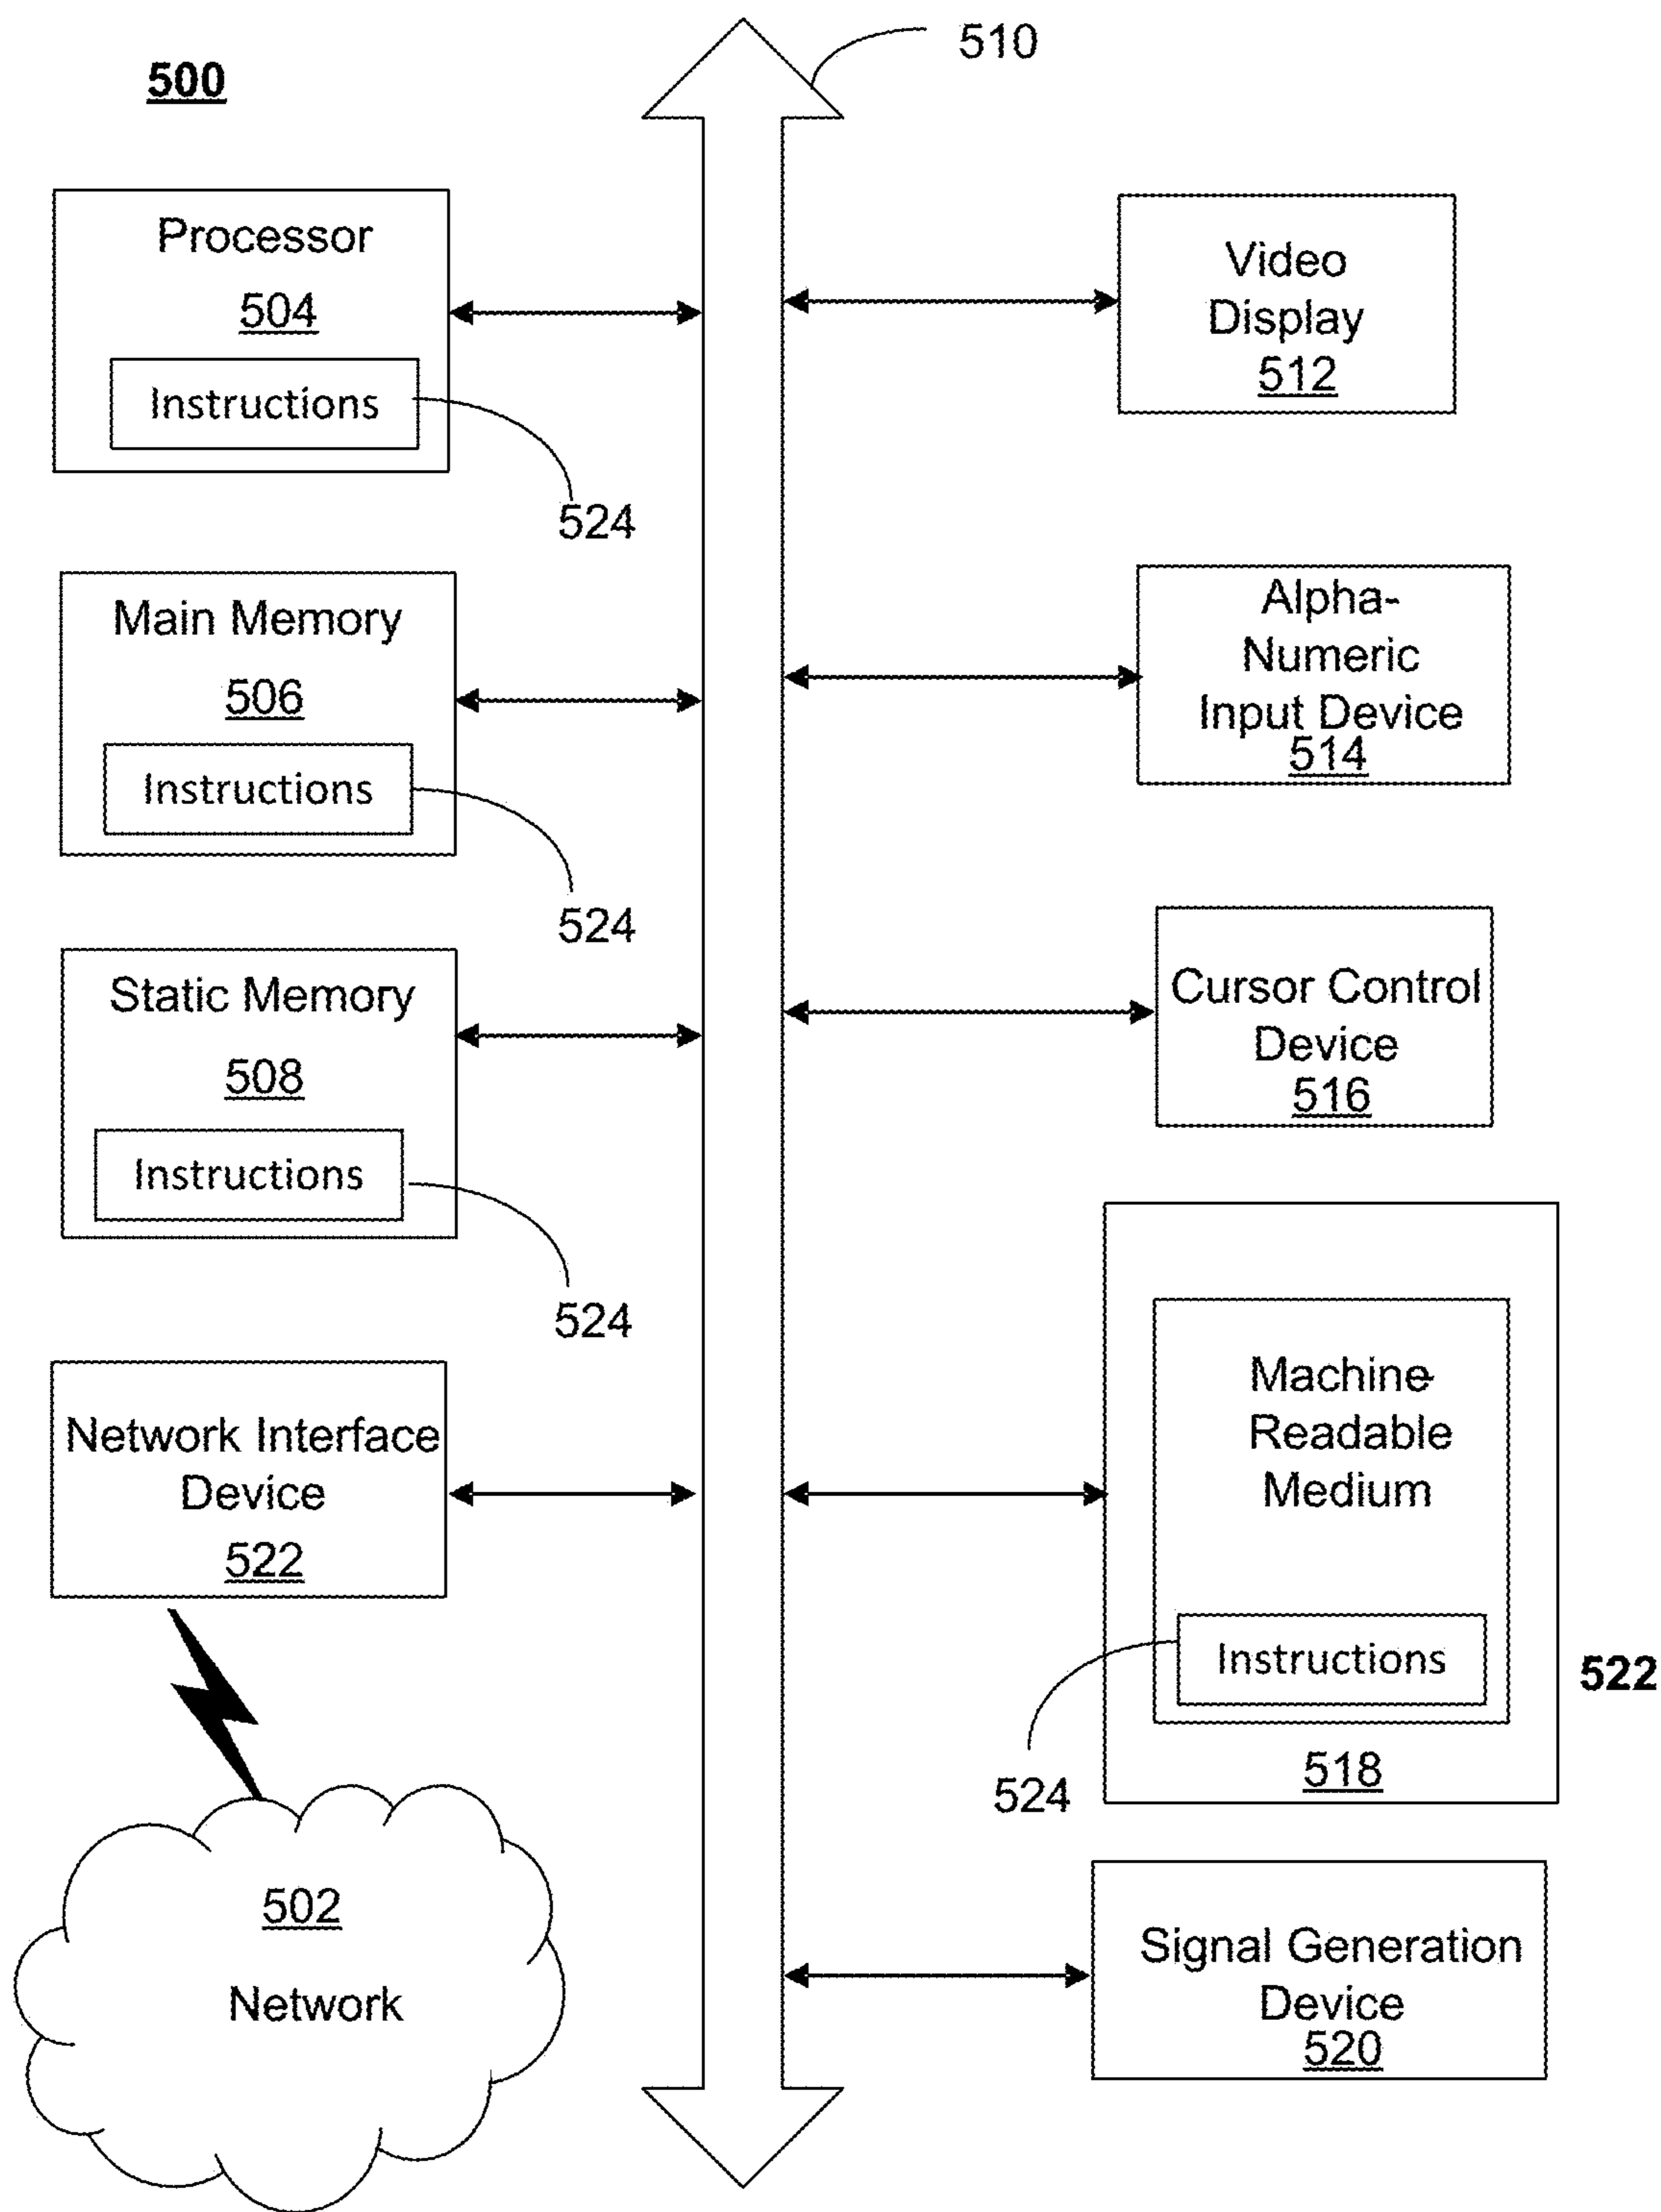 510
500
Processor
504
Instructions
524
Main Memory
506
Instructions
524
Static Memory
508
Instructions
524
Network Interface
Device
522
502
Network
Video
Display
512
Alpha-
Numeric
Input Device
514
Cursor Control
Device
516
Machine-
Readable
Medium
Instructions
522
524
518
Signal Generation
Device
520